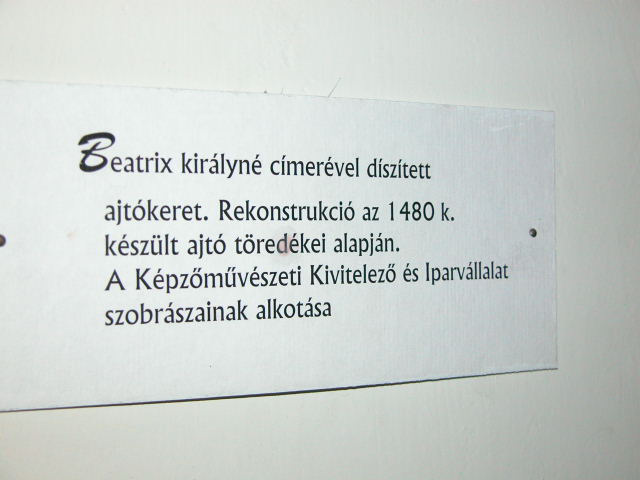 Beatrix királyné címerével díszített
ajtókeret. Rekonstrukció az 1480 k.
készült ajtó töredékei alapján.
A Képzőművészeti Kivitelező és Iparvállalat
szobrászainak alkotása